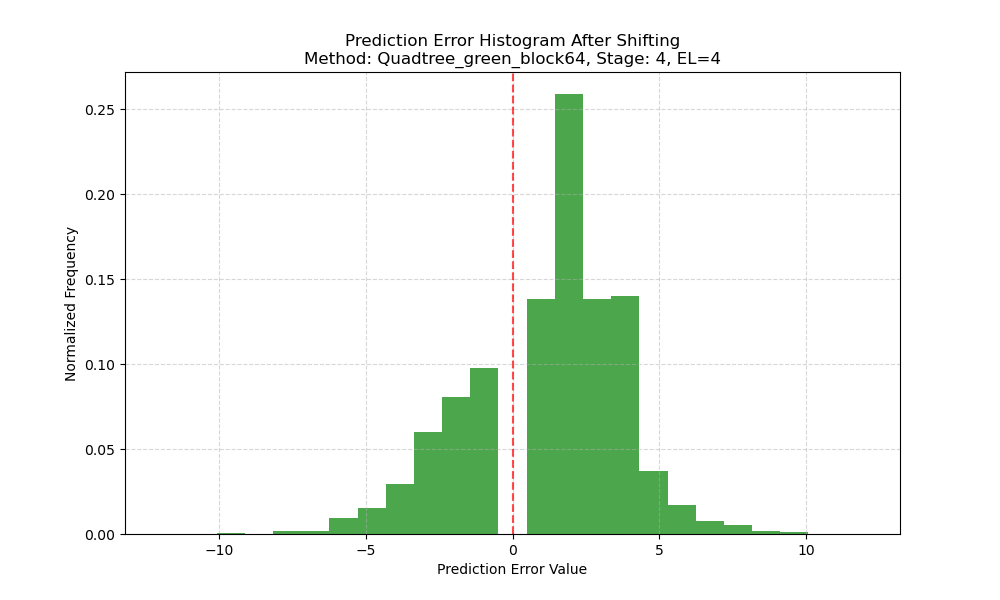 Prediction Error Histogram After Shifting
Method: Quadtree_green_block64, Stage: 4, EL=4
Normalized Frequency
0.25
0.20
0.15
0.10
0.05
0.00
−10
−5
0
5
10
Prediction Error Value